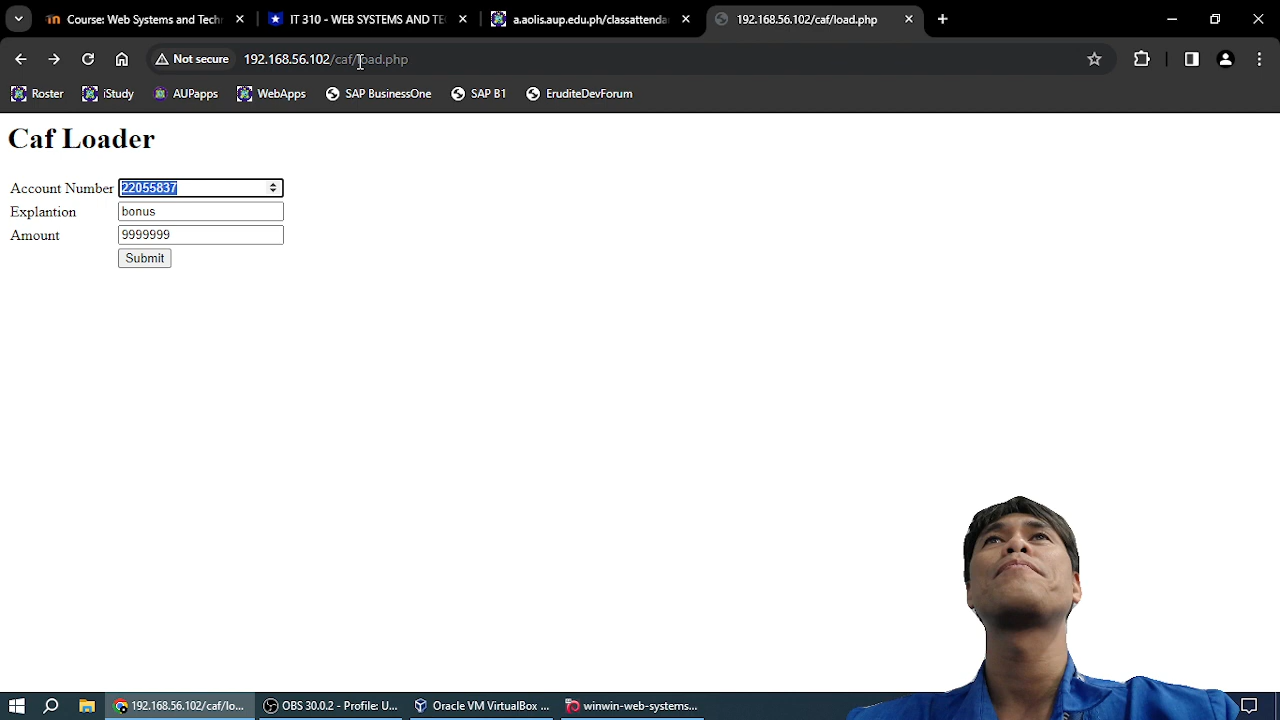 Course: Web Systems and Techn
IT 310 - WEB SYSTEMS AND TEC
a.aolis.aup.edu.ph/classattendan
192.168.56.102/caf/load.php
Not secure
192.168.56.102/caf/load.php
Roster
iStudy
AUPapps
WebApps
SAP BusinessOne
SAP B1
EruditeDevForum
Caf Loader
Account Number 22055837
Explantion bonus
Amount 9999999
Submit
192.168.56.102/caf/lo...
OBS 30.0.2 - Profile: U...
Oracle VM VirtualBox ...
winwin-web-systems...